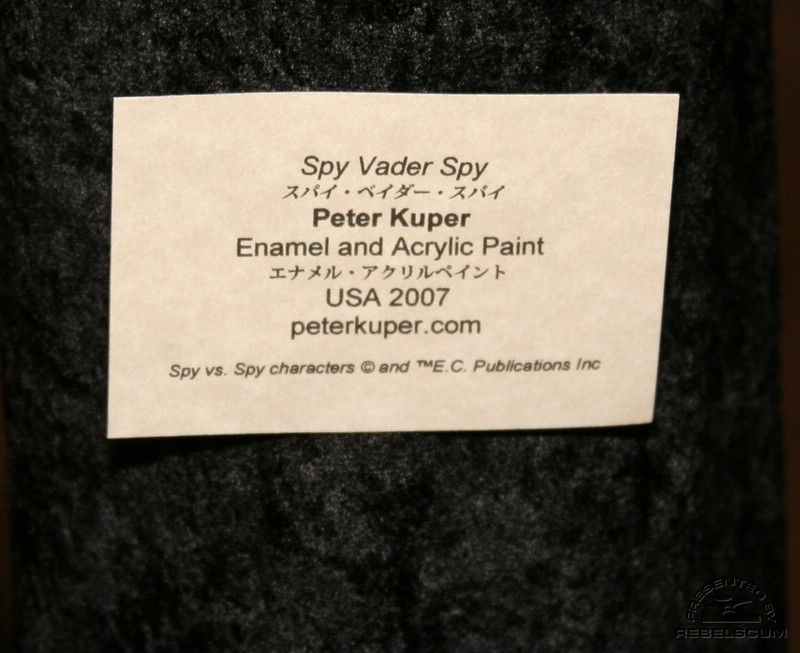 Spy Vader Spy
スパイ・ベイダー・スパイ
Peter Kuper
Enamel and Acrylic Paint
エナメル・アクリルペイント
USA 2007
peterkuper.com
Spy vs. Spy characters © and ™E.C. Publications Inc
PRESENTED BY
REBELSCUM